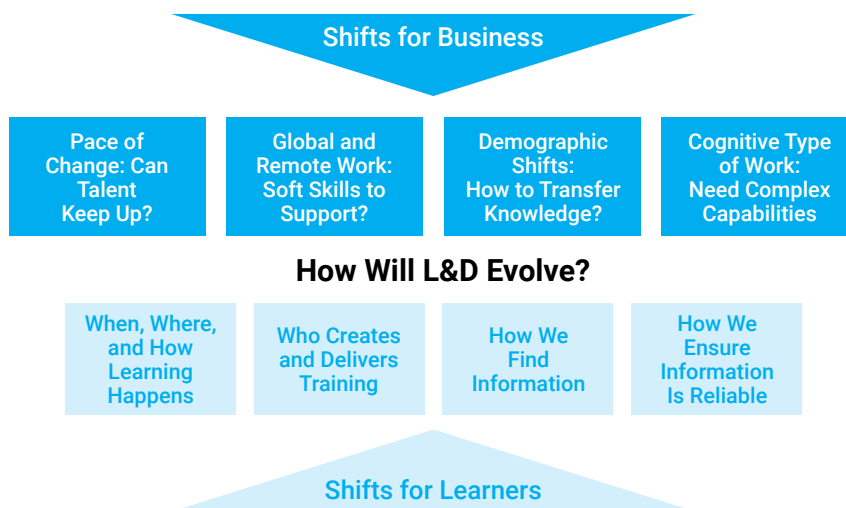 Shifts for Business
Pace of
Change: Can
Talent
Keep Up?
Global and
Remote Work:
Soft Skills to
Support?
Demographic
Shifts:
How to Transfer
Knowledge?
Cognitive Type
of Work:
Need Complex
Capabilities
How Will L&D Evolve?
When, Where,
and How
Learning
Happens
Who Creates
and Delivers
Training
How We
Find
Information
How We
Ensure
Information
Is Reliable
Shifts for Learners